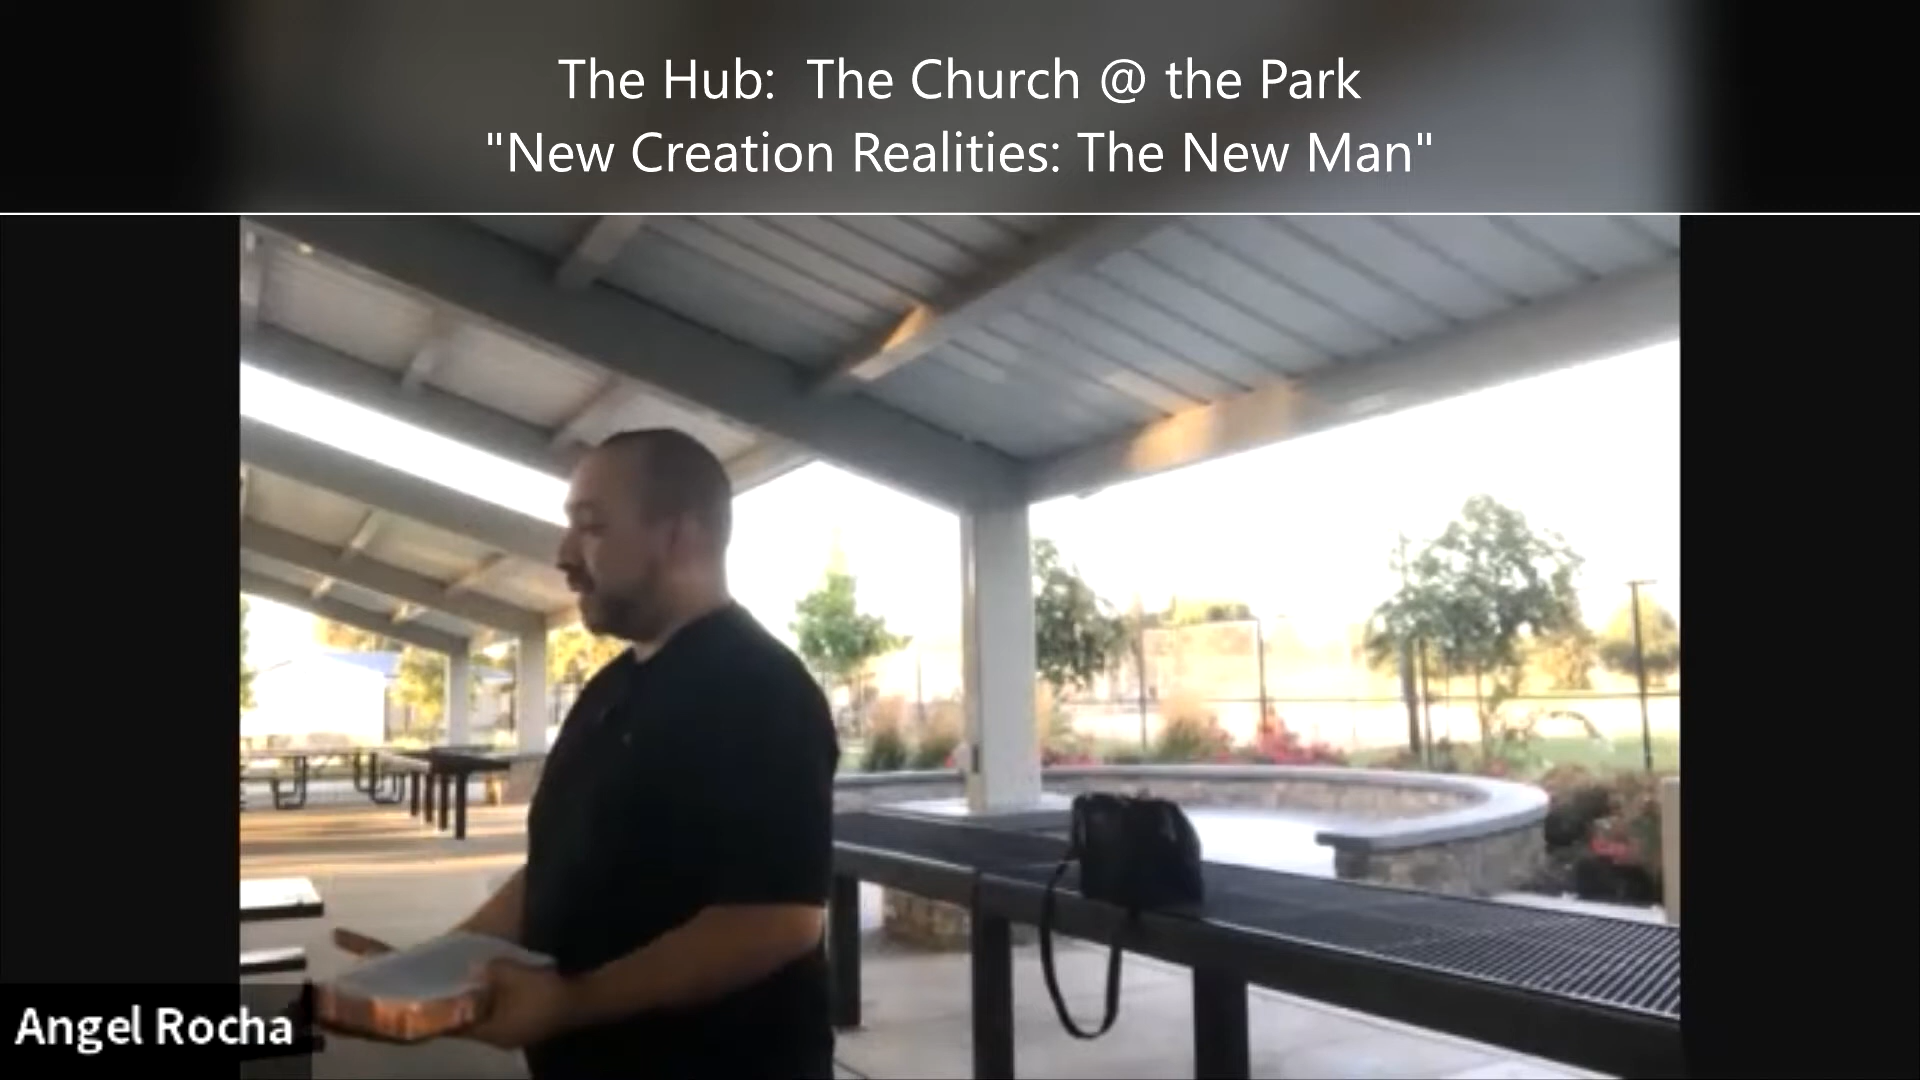 The Hub:  The Church @ the Park
"New Creation Realities: The New Man"
Angel Rocha